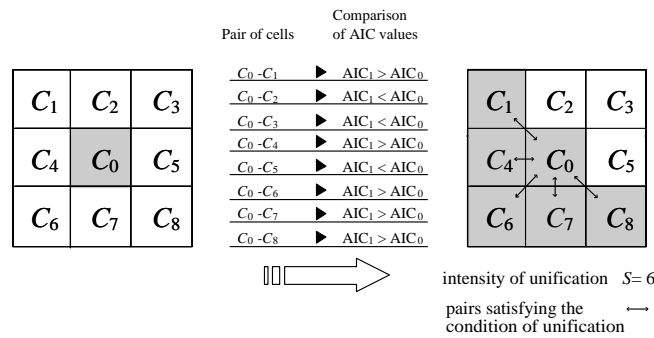 Pair of cells
Comparison
of AIC values
C1 C2 C3
C4 C0 C5
C6 C7 C8
C0 -C1 ▶ AIC1 > AIC0
C0 -C2 ▶ AIC1 < AIC0
C0 -C3 ▶ AIC1 < AIC0
C0 -C4 ▶ AIC1 > AIC0
C0 -C5 ▶ AIC1 < AIC0
C0 -C6 ▶ AIC1 > AIC0
C0 -C7 ▶ AIC1 > AIC0
C0 -C8 ▶ AIC1 > AIC0
C1 C2 C3
C4 C0 C5
C6 C7 C8
intensity of unification S= 6
pairs satisfying the ↔
condition of unification